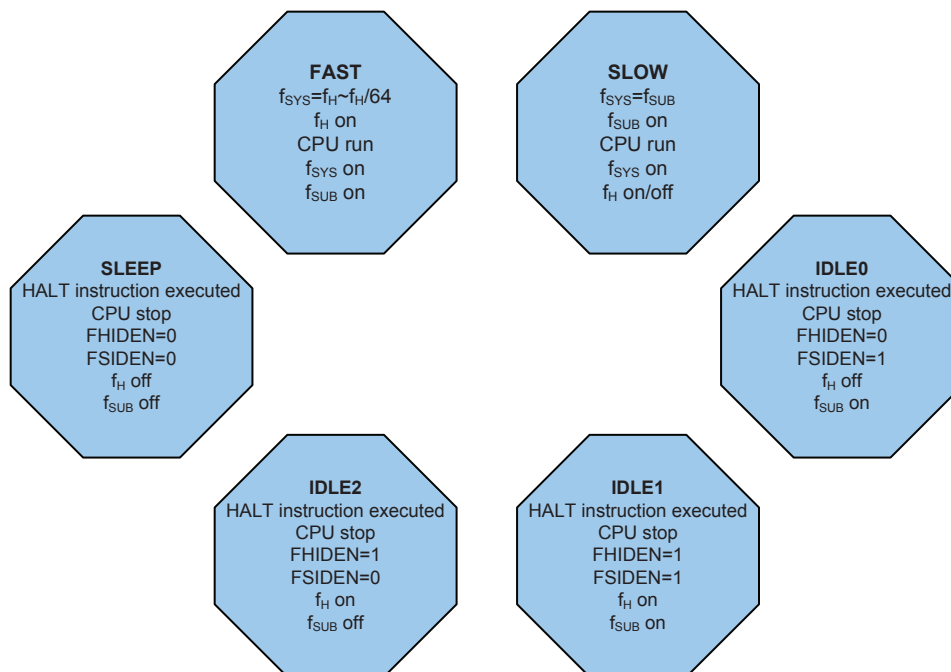 FAST
fSYS=fH~fH/64
fH on
CPU run
fSYS on
fSUB on
SLOW
fSYS=fSUB
fSUB on
CPU run
fSYS on
fH on/off
SLEEP
HALT instruction executed
CPU stop
FHIDEN=0
FSIDEN=0
fH off
fSUB off
IDLE0
HALT instruction executed
CPU stop
FHIDEN=0
FSIDEN=1
fH off
fSUB on
IDLE2
HALT instruction executed
CPU stop
FHIDEN=1
FSIDEN=0
fH on
fSUB off
IDLE1
HALT instruction executed
CPU stop
FHIDEN=1
FSIDEN=1
fH on
fSUB on